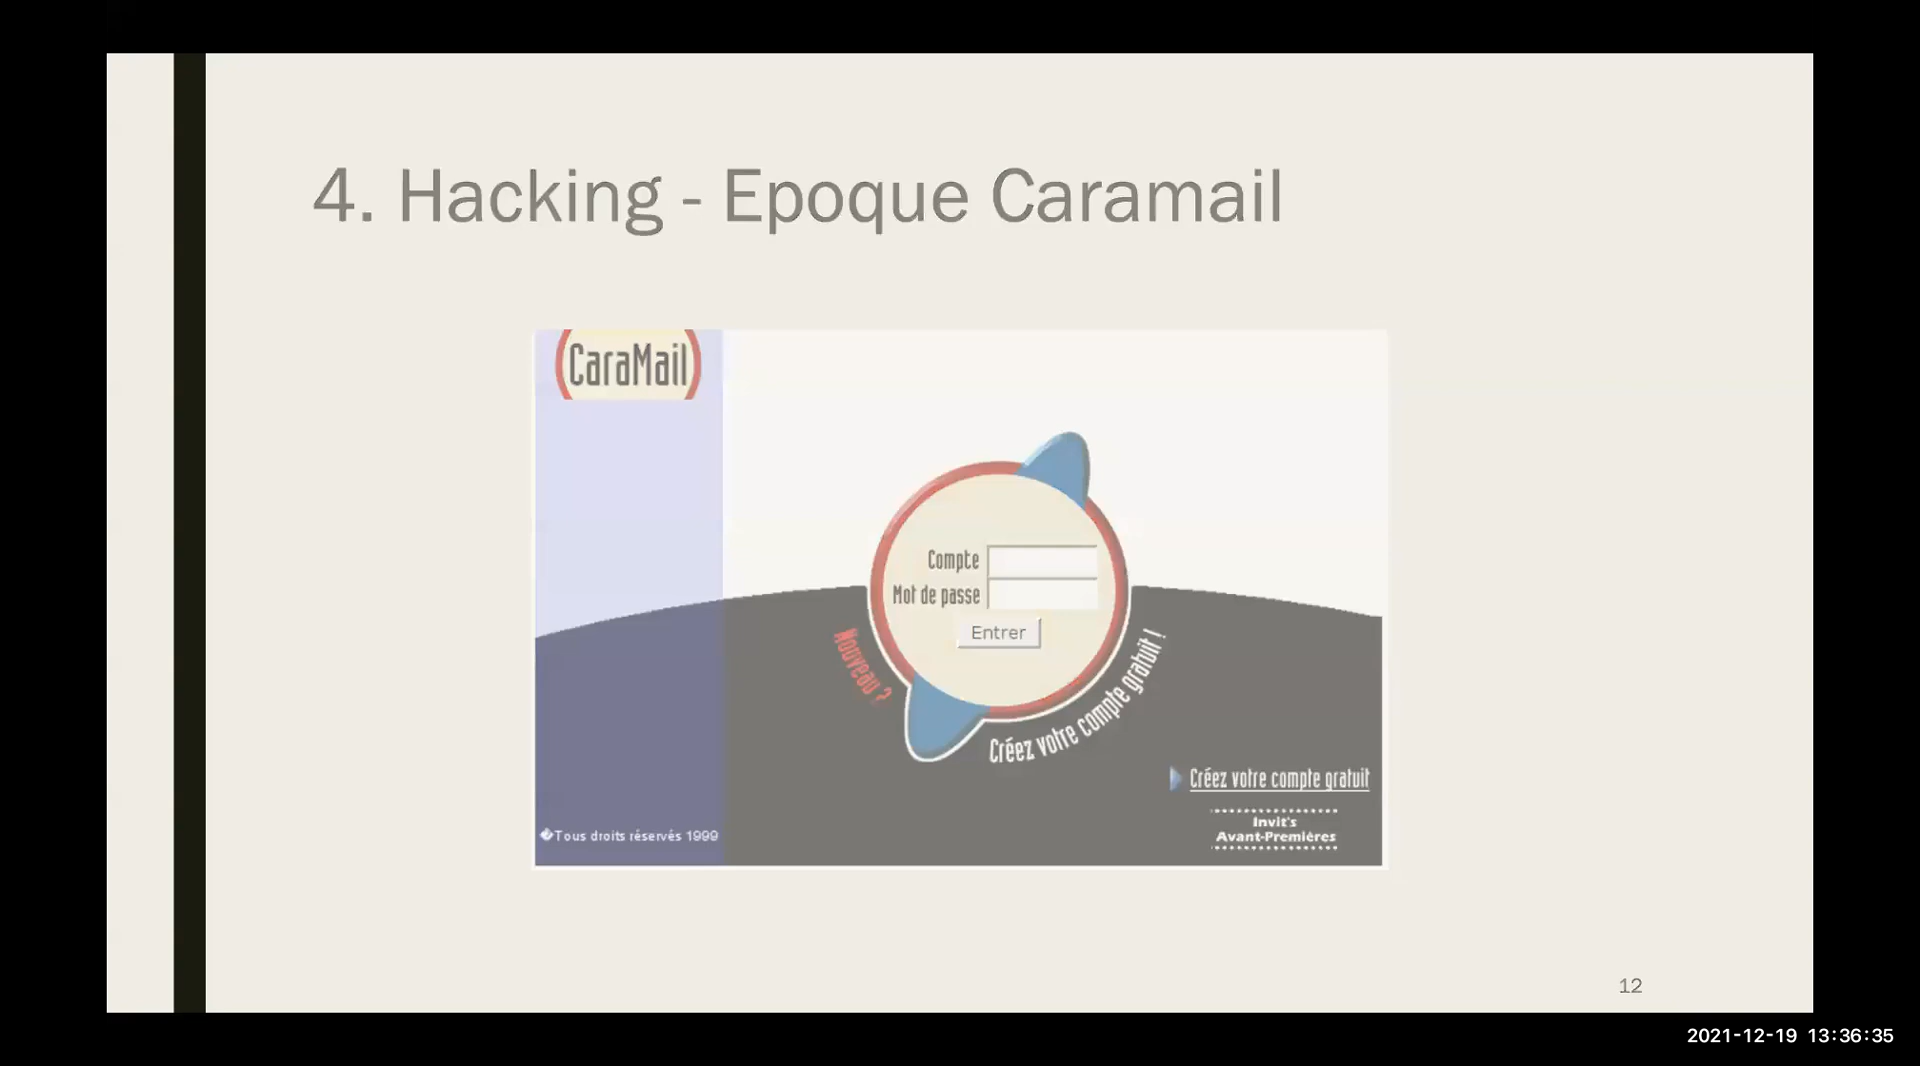 4. Hacking - Epoque Caramail
CaraMail
Compte
Mot de passe
Entrer
Nouveau ?
Créez votre compte gratuit !
Créez votre compte gratuit
Invit's
Avant-Premières
�Tous droits réservés 1999
12
2021-12-19 13:36:35